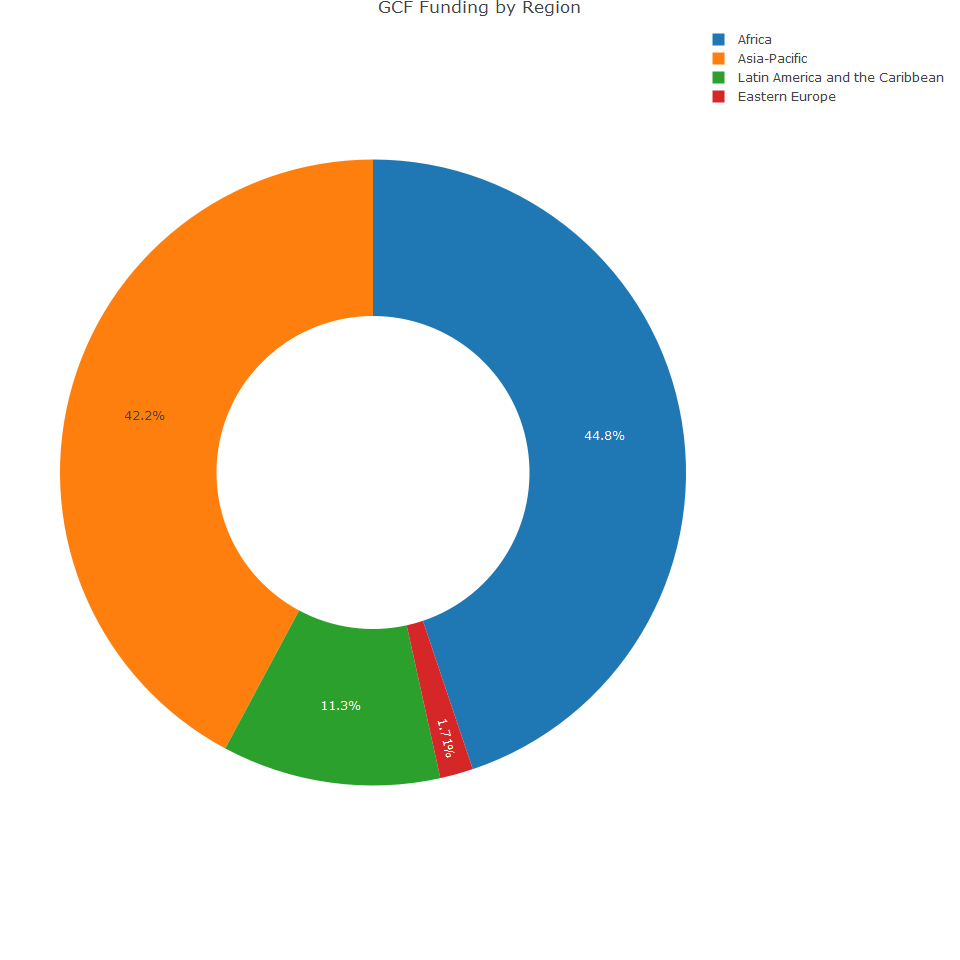 GCF Funding by Region
Africa
Asia-Pacific
Latin America and the Caribbean
Eastern Europe
42.2%
44.8%
11.3%
1.71%